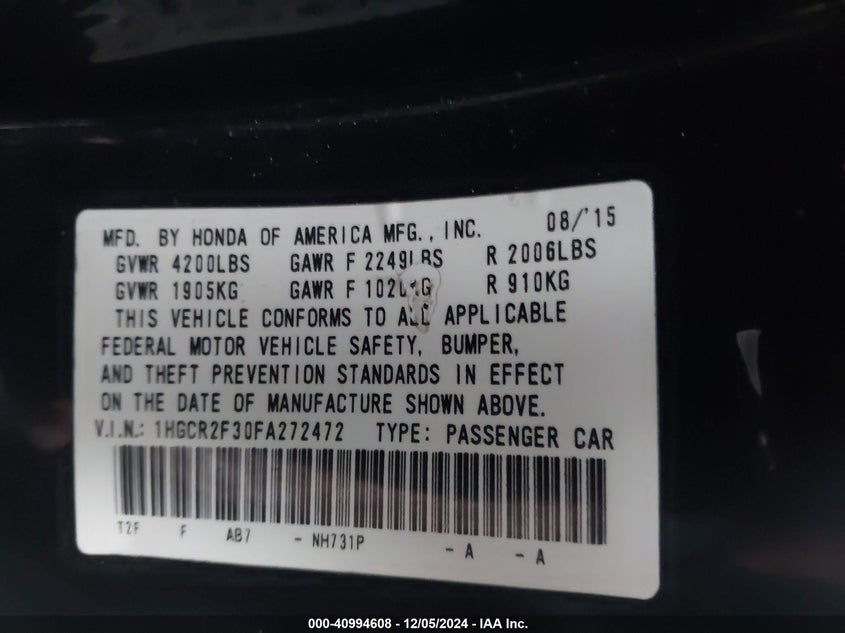 MFD. BY HONDA OF AMERICA MFG., INC. 08/'15
GVWR 4200LBS GAWR F 2249LBS R 2006LBS
GVWR 1905KG GAWR F R 910KG
THIS VEHICLE CONFORMS TO ALL APPLICABLE
FEDERAL MOTOR VEHICLE SAFETY, BUMPER,
AND THEFT PREVENTION STANDARDS IN EFFECT
ON THE DATE OF MANUFACTURE SHOWN ABOVE.
V.I.N.: 1HGCR2F30FA272472 TYPE: PASSENGER CAR
T2F F AB7 - NH731P - A - A
000-40994608 - 12/05/2024 - IAA Inc.